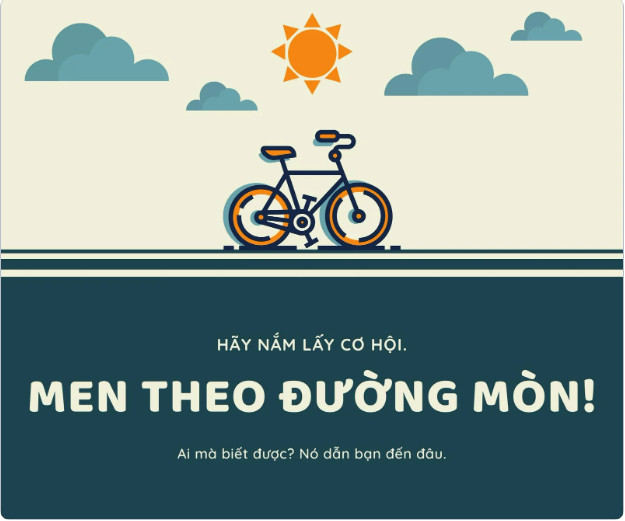 HÃY NẮM LẤY CƠ HỘI.
MEN THEO ĐƯỜNG MÒN!
Ai mà biết được? Nó dẫn bạn đến đâu.